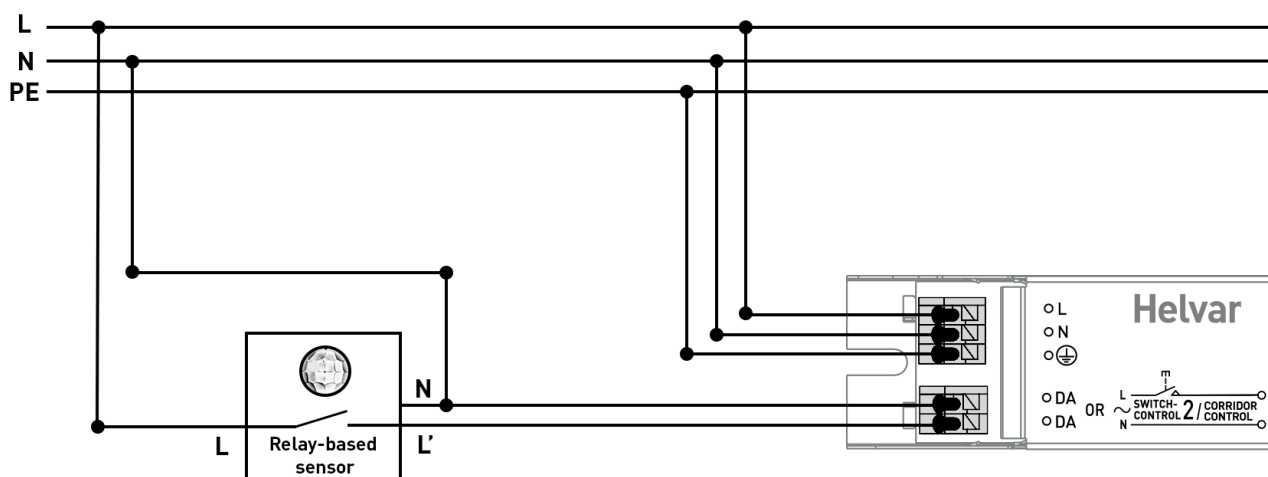 L
N
PE
Helvar
L
N
DA
DA
OR
L
SWITCH-
CONTROL
N
2/
CORRIDOR
CONTROL
N
L
L'
Relay-based
sensor